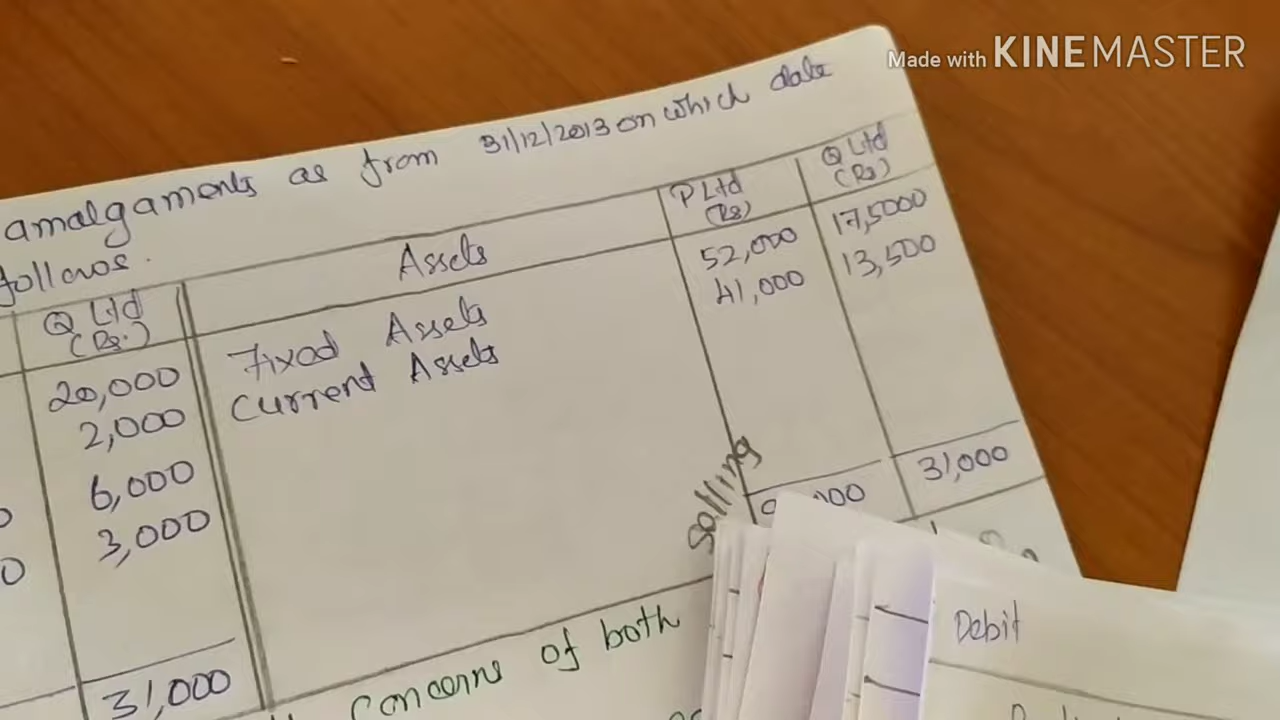 Made with KINEMASTER
amalgaments as from 31/12/2013 on which date
follows.
Q Ltd (Rs.) Assets P Ltd (Rs) Q Ltd (Rs)
20,000 Fixed Assets 52,000 17,5000
2,000 Current Assets 41,000 13,500
6,000
3,000
Selling
31,000 31,000
concerns of both
Debit